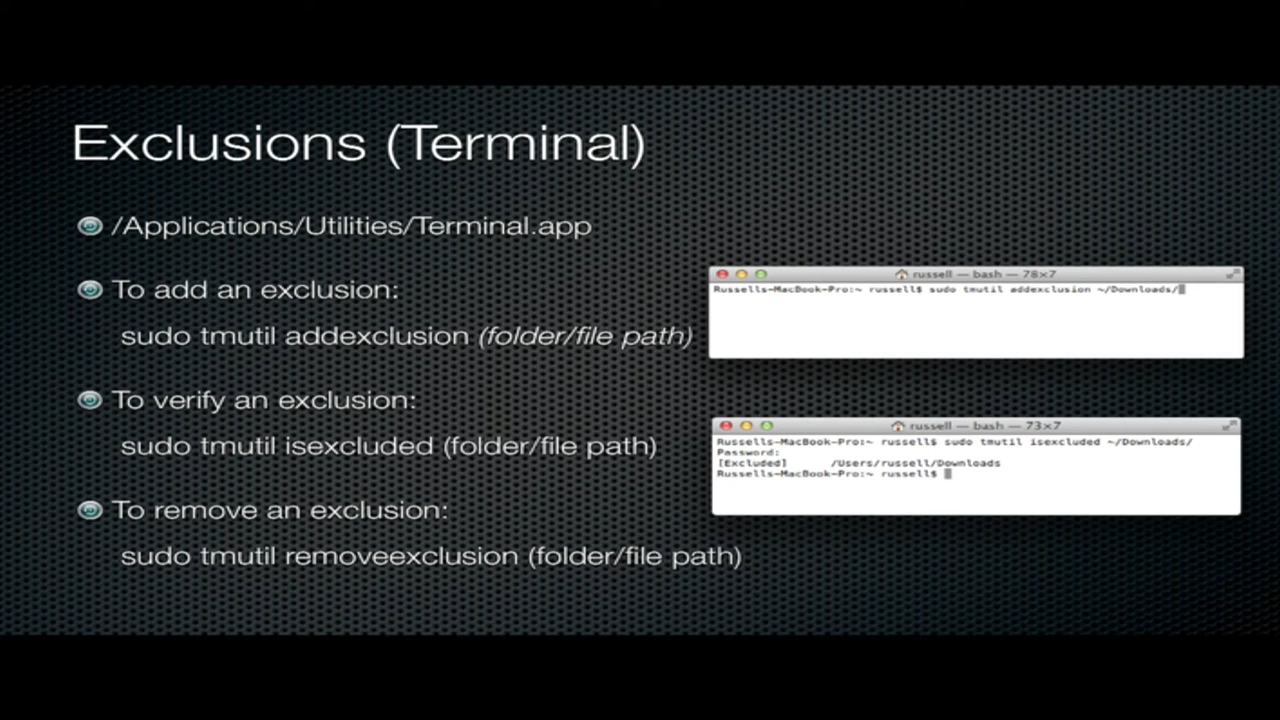 Exclusions (Terminal)
/Applications/Utilities/Terminal.app
To add an exclusion:
sudo tmutil addexclusion (folder/file path)
To verify an exclusion:
sudo tmutil isexcluded (folder/file path)
To remove an exclusion:
sudo tmutil removeexclusion (folder/file path)
russell — bash — 78×7
Russells-MacBook-Pro:~ russell$ sudo tmutil addexclusion ~/Downloads/
russell — bash — 73×7
Russells-MacBook-Pro:~ russell$ sudo tmutil isexcluded ~/Downloads/
Password:
[Excluded] /Users/russell/Downloads
Russells-MacBook-Pro:~ russell$